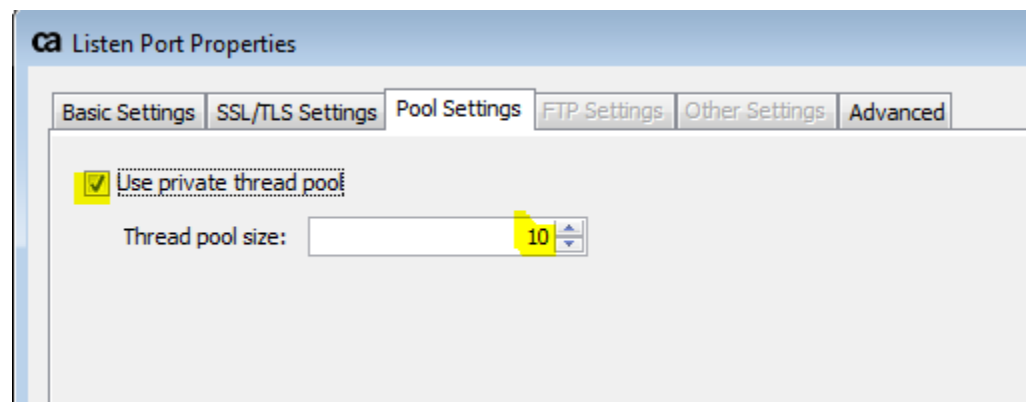 ca Listen Port Properties
Basic Settings SSL/TLS Settings Pool Settings FTP Settings Other Settings Advanced
Use private thread pool
Thread pool size: 10